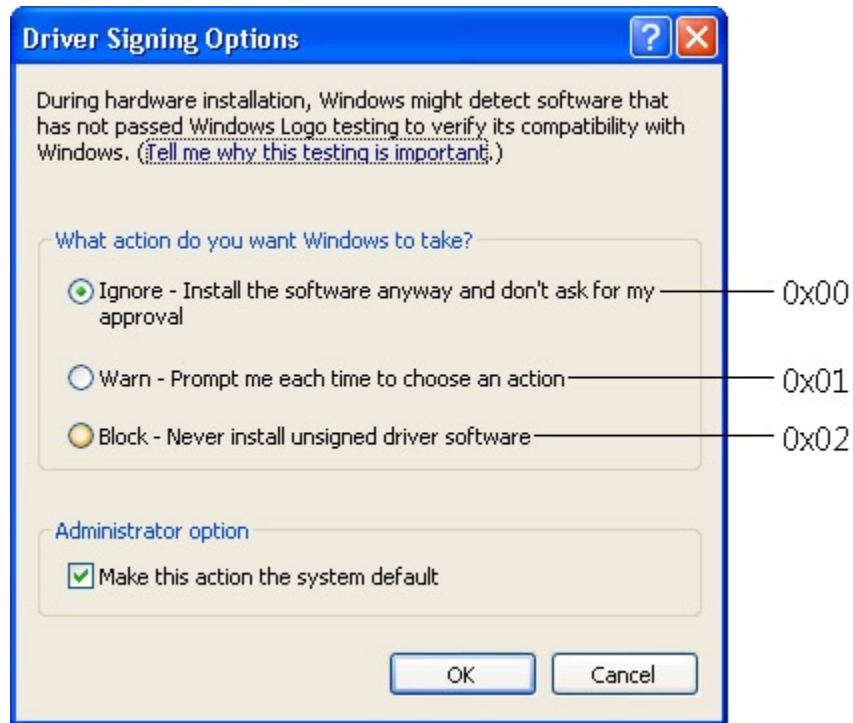 Driver Signing Options
During hardware installation, Windows might detect software that
has not passed Windows Logo testing to verify its compatibility with
Windows. (Tell me why this testing is important.)
What action do you want Windows to take?
Ignore - Install the software anyway and don't ask for my
approval
0x00
Warn - Prompt me each time to choose an action
0x01
Block - Never install unsigned driver software
0x02
Administrator option
Make this action the system default
OK
Cancel